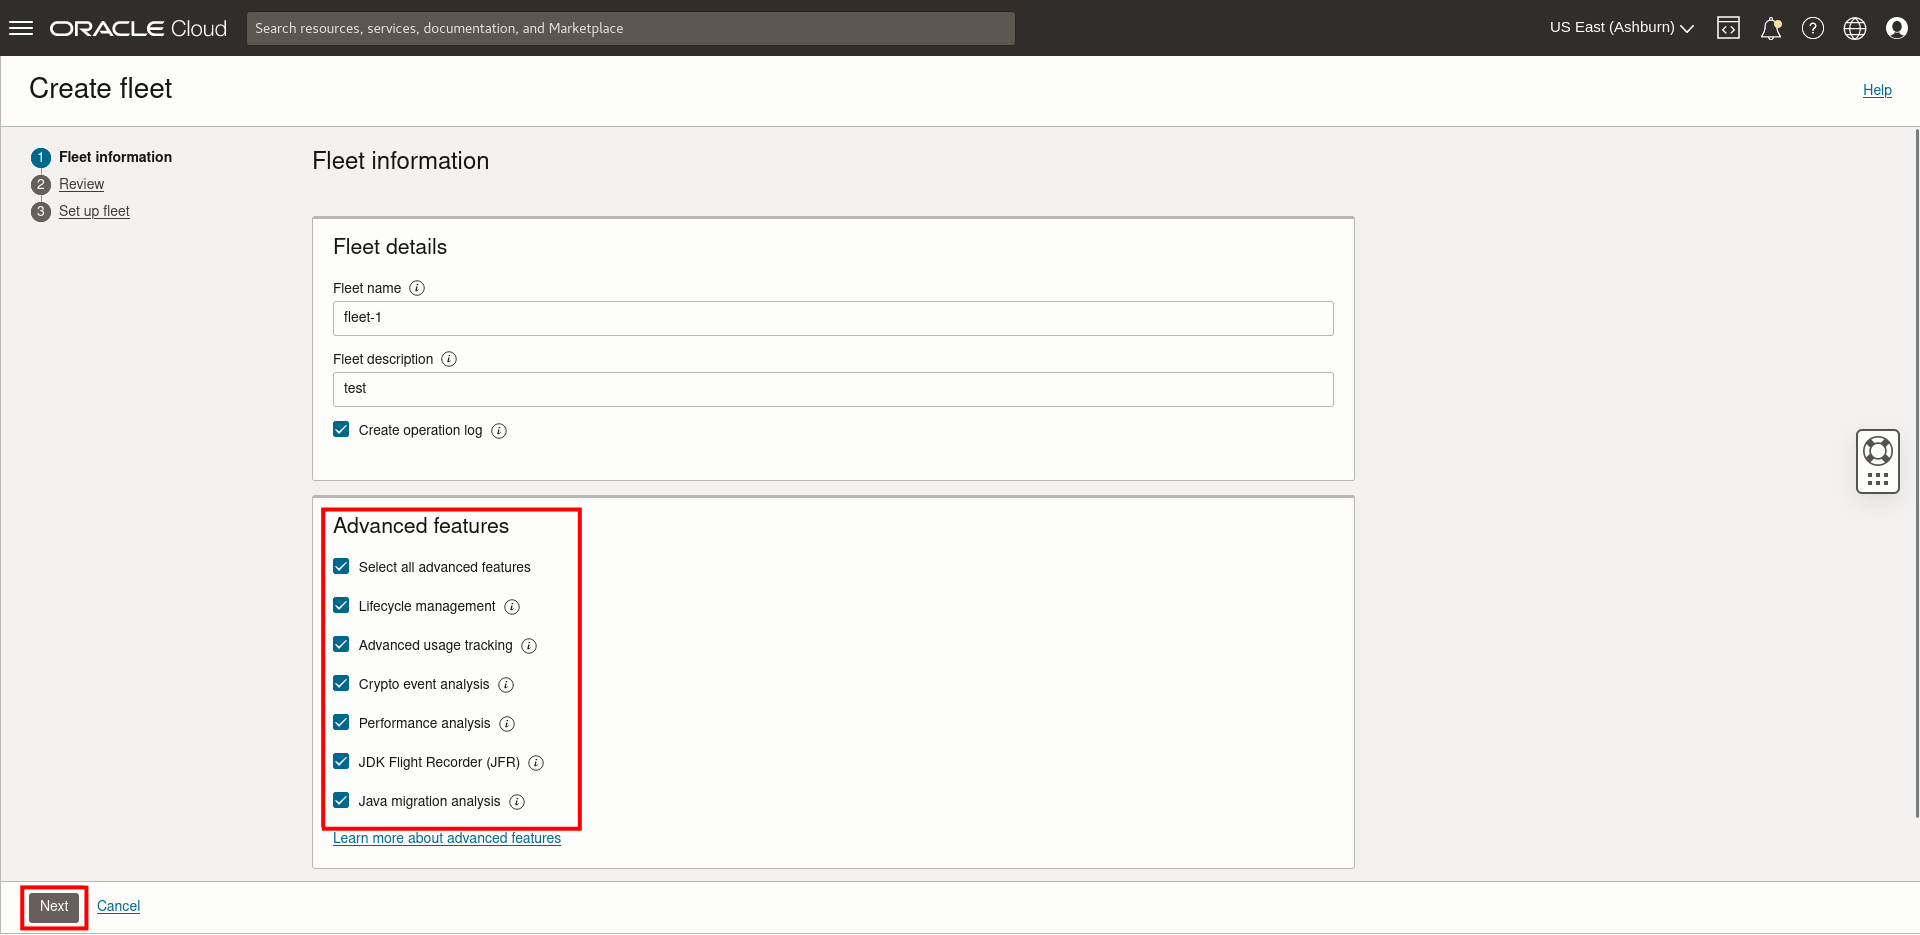 ORACLE Cloud
Search resources, services, documentation, and Marketplace
US East (Ashburn)
Create fleet
Help
1 Fleet information
2 Review
3 Set up fleet
Fleet information
Fleet details
Fleet name
fleet-1
Fleet description
test
Create operation log
Advanced features
Select all advanced features
Lifecycle management
Advanced usage tracking
Crypto event analysis
Performance analysis
JDK Flight Recorder (JFR)
Java migration analysis
Learn more about advanced features
Next Cancel